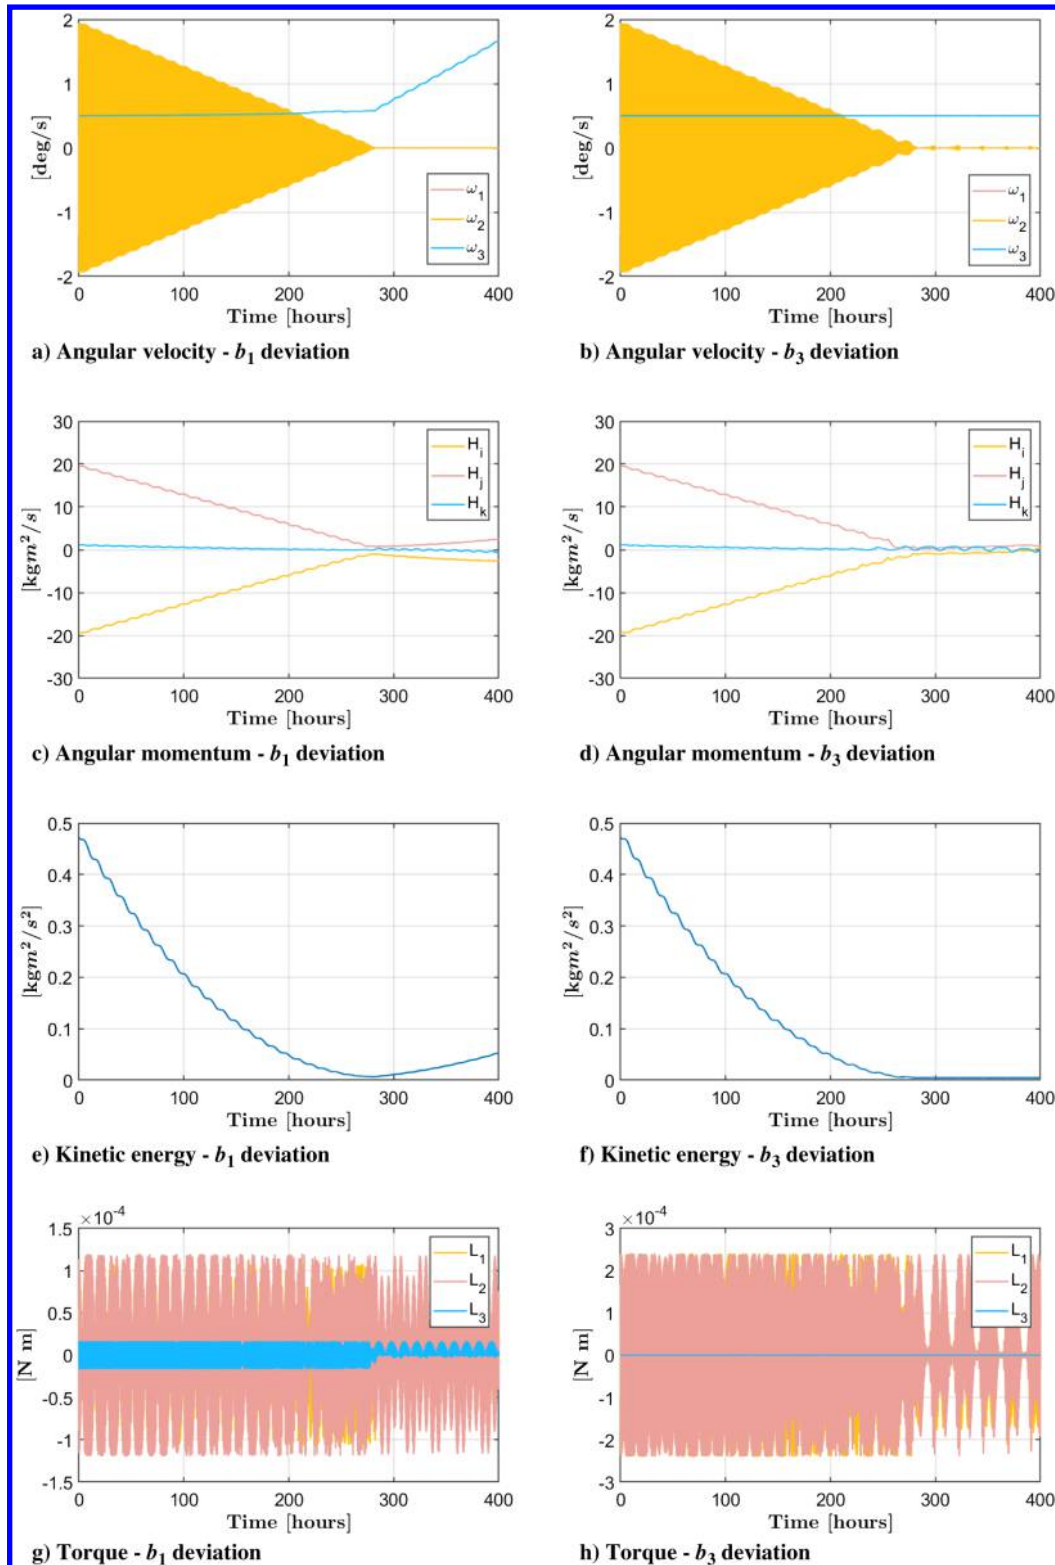 2
1
0
-1
-2
[deg/s]
ω1
ω2
ω3
0 100 200 300 400
Time [hours]
a) Angular velocity - b1 deviation
2
1
0
-1
-2
[deg/s]
ω1
ω2
ω3
0 100 200 300 400
Time [hours]
b) Angular velocity - b3 deviation
30
20
10
0
-10
-20
-30
[kgm²/s]
Hi
Hj
Hk
0 100 200 300 400
Time [hours]
c) Angular momentum - b1 deviation
30
20
10
0
-10
-20
-30
[kgm²/s]
Hi
Hj
Hk
0 100 200 300 400
Time [hours]
d) Angular momentum - b3 deviation
0.5
0.4
0.3
0.2
0.1
0
[kgm²/s²]
0 100 200 300 400
Time [hours]
e) Kinetic energy - b1 deviation
0.5
0.4
0.3
0.2
0.1
0
[kgm²/s²]
0 100 200 300 400
Time [hours]
f) Kinetic energy - b3 deviation
×10⁻⁴
1.5
1
0.5
0
-0.5
-1
-1.5
[N m]
L1
L2
L3
0 100 200 300 400
Time [hours]
g) Torque - b1 deviation
×10⁻⁴
3
2
1
0
-1
-2
-3
[N m]
L1
L2
L3
0 100 200 300 400
Time [hours]
h) Torque - b3 deviation